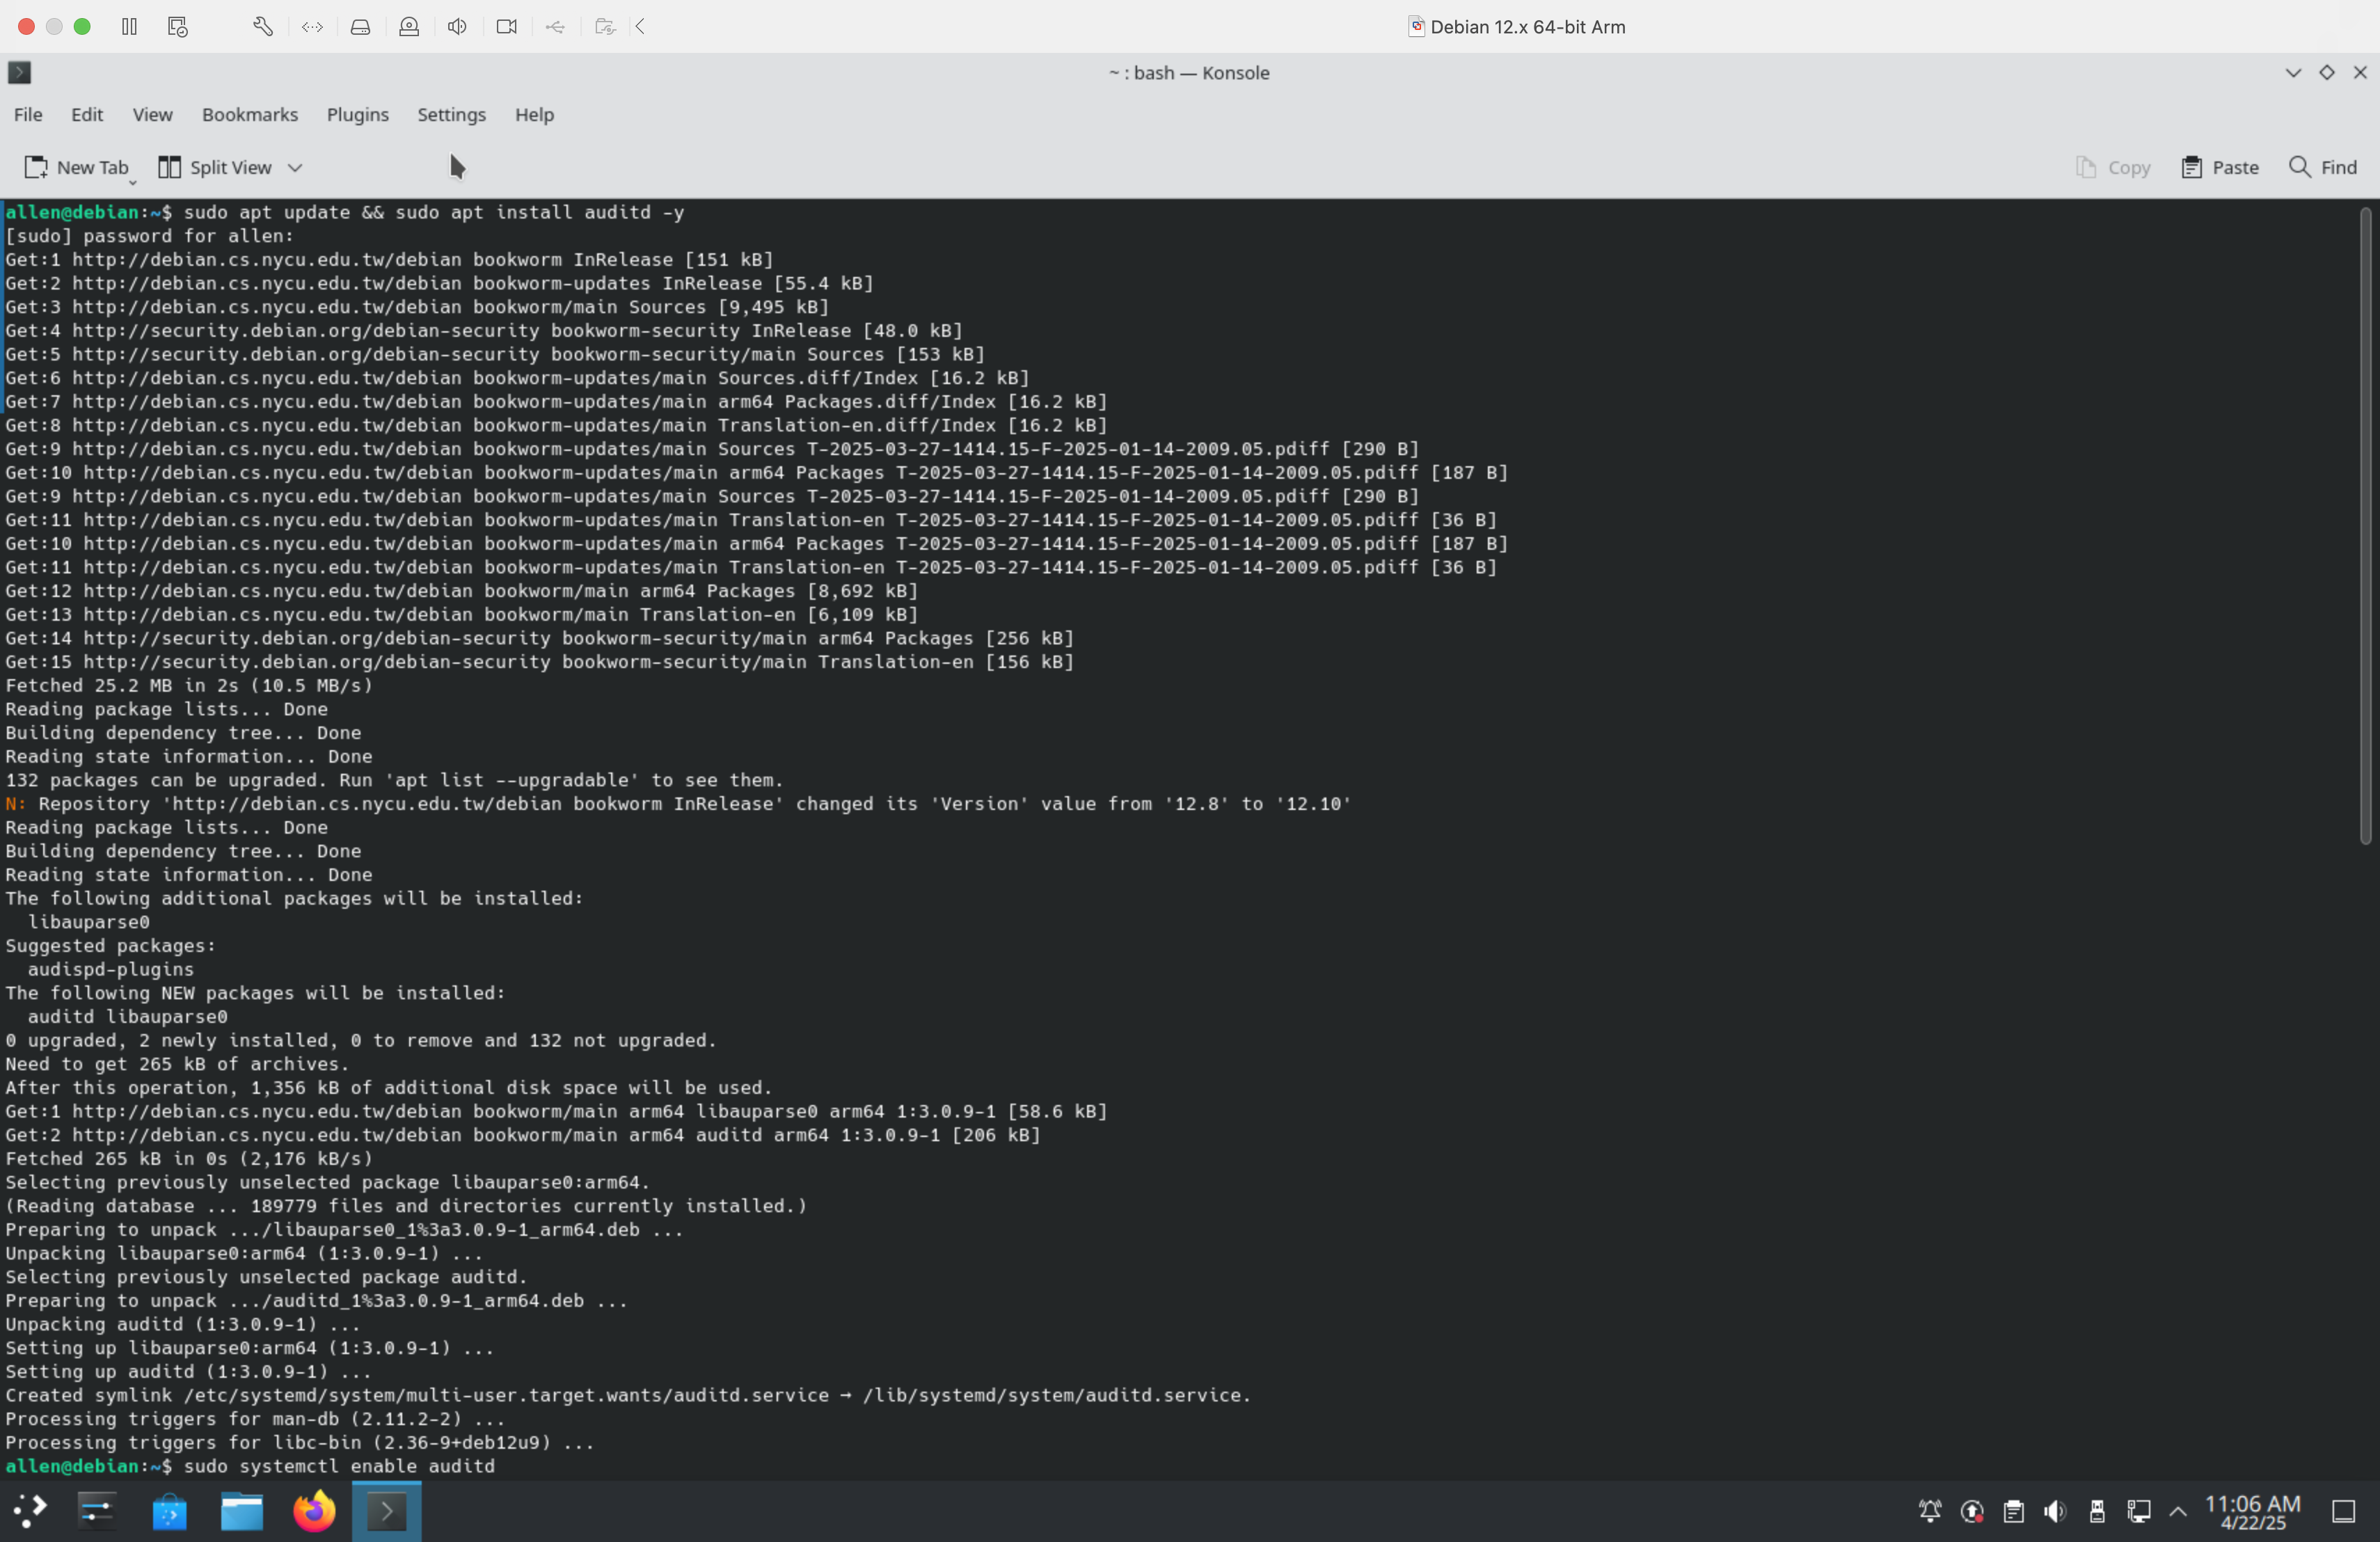 Debian 12.x 64-bit Arm
~ : bash — Konsole
File Edit View Bookmarks Plugins Settings Help
New Tab Split View Copy Paste Find
allen@debian:~$ sudo apt update && sudo apt install auditd -y
[sudo] password for allen:
Get:1 http://debian.cs.nycu.edu.tw/debian bookworm InRelease [151 kB]
Get:2 http://debian.cs.nycu.edu.tw/debian bookworm-updates InRelease [55.4 kB]
Get:3 http://debian.cs.nycu.edu.tw/debian bookworm/main Sources [9,495 kB]
Get:4 http://security.debian.org/debian-security bookworm-security InRelease [48.0 kB]
Get:5 http://security.debian.org/debian-security bookworm-security/main Sources [153 kB]
Get:6 http://debian.cs.nycu.edu.tw/debian bookworm-updates/main Sources.diff/Index [16.2 kB]
Get:7 http://debian.cs.nycu.edu.tw/debian bookworm-updates/main arm64 Packages.diff/Index [16.2 kB]
Get:8 http://debian.cs.nycu.edu.tw/debian bookworm-updates/main Translation-en.diff/Index [16.2 kB]
Get:9 http://debian.cs.nycu.edu.tw/debian bookworm-updates/main Sources T-2025-03-27-1414.15-F-2025-01-14-2009.05.pdiff [290 B]
Get:10 http://debian.cs.nycu.edu.tw/debian bookworm-updates/main arm64 Packages T-2025-03-27-1414.15-F-2025-01-14-2009.05.pdiff [187 B]
Get:9 http://debian.cs.nycu.edu.tw/debian bookworm-updates/main Sources T-2025-03-27-1414.15-F-2025-01-14-2009.05.pdiff [290 B]
Get:11 http://debian.cs.nycu.edu.tw/debian bookworm-updates/main Translation-en T-2025-03-27-1414.15-F-2025-01-14-2009.05.pdiff [36 B]
Get:10 http://debian.cs.nycu.edu.tw/debian bookworm-updates/main arm64 Packages T-2025-03-27-1414.15-F-2025-01-14-2009.05.pdiff [187 B]
Get:11 http://debian.cs.nycu.edu.tw/debian bookworm-updates/main Translation-en T-2025-03-27-1414.15-F-2025-01-14-2009.05.pdiff [36 B]
Get:12 http://debian.cs.nycu.edu.tw/debian bookworm/main arm64 Packages [8,692 kB]
Get:13 http://debian.cs.nycu.edu.tw/debian bookworm/main Translation-en [6,109 kB]
Get:14 http://security.debian.org/debian-security bookworm-security/main arm64 Packages [256 kB]
Get:15 http://security.debian.org/debian-security bookworm-security/main Translation-en [156 kB]
Fetched 25.2 MB in 2s (10.5 MB/s)
Reading package lists... Done
Building dependency tree... Done
Reading state information... Done
132 packages can be upgraded. Run 'apt list --upgradable' to see them.
N: Repository 'http://debian.cs.nycu.edu.tw/debian bookworm InRelease' changed its 'Version' value from '12.8' to '12.10'
Reading package lists... Done
Building dependency tree... Done
Reading state information... Done
The following additional packages will be installed:
  libauparse0
Suggested packages:
  audispd-plugins
The following NEW packages will be installed:
  auditd libauparse0
0 upgraded, 2 newly installed, 0 to remove and 132 not upgraded.
Need to get 265 kB of archives.
After this operation, 1,356 kB of additional disk space will be used.
Get:1 http://debian.cs.nycu.edu.tw/debian bookworm/main arm64 libauparse0 arm64 1:3.0.9-1 [58.6 kB]
Get:2 http://debian.cs.nycu.edu.tw/debian bookworm/main arm64 auditd arm64 1:3.0.9-1 [206 kB]
Fetched 265 kB in 0s (2,176 kB/s)
Selecting previously unselected package libauparse0:arm64.
(Reading database ... 189779 files and directories currently installed.)
Preparing to unpack .../libauparse0_1%3a3.0.9-1_arm64.deb ...
Unpacking libauparse0:arm64 (1:3.0.9-1) ...
Selecting previously unselected package auditd.
Preparing to unpack .../auditd_1%3a3.0.9-1_arm64.deb ...
Unpacking auditd (1:3.0.9-1) ...
Setting up libauparse0:arm64 (1:3.0.9-1) ...
Setting up auditd (1:3.0.9-1) ...
Created symlink /etc/systemd/system/multi-user.target.wants/auditd.service → /lib/systemd/system/auditd.service.
Processing triggers for man-db (2.11.2-2) ...
Processing triggers for libc-bin (2.36-9+deb12u9) ...
allen@debian:~$ sudo systemctl enable auditd
11:06 AM
4/22/25